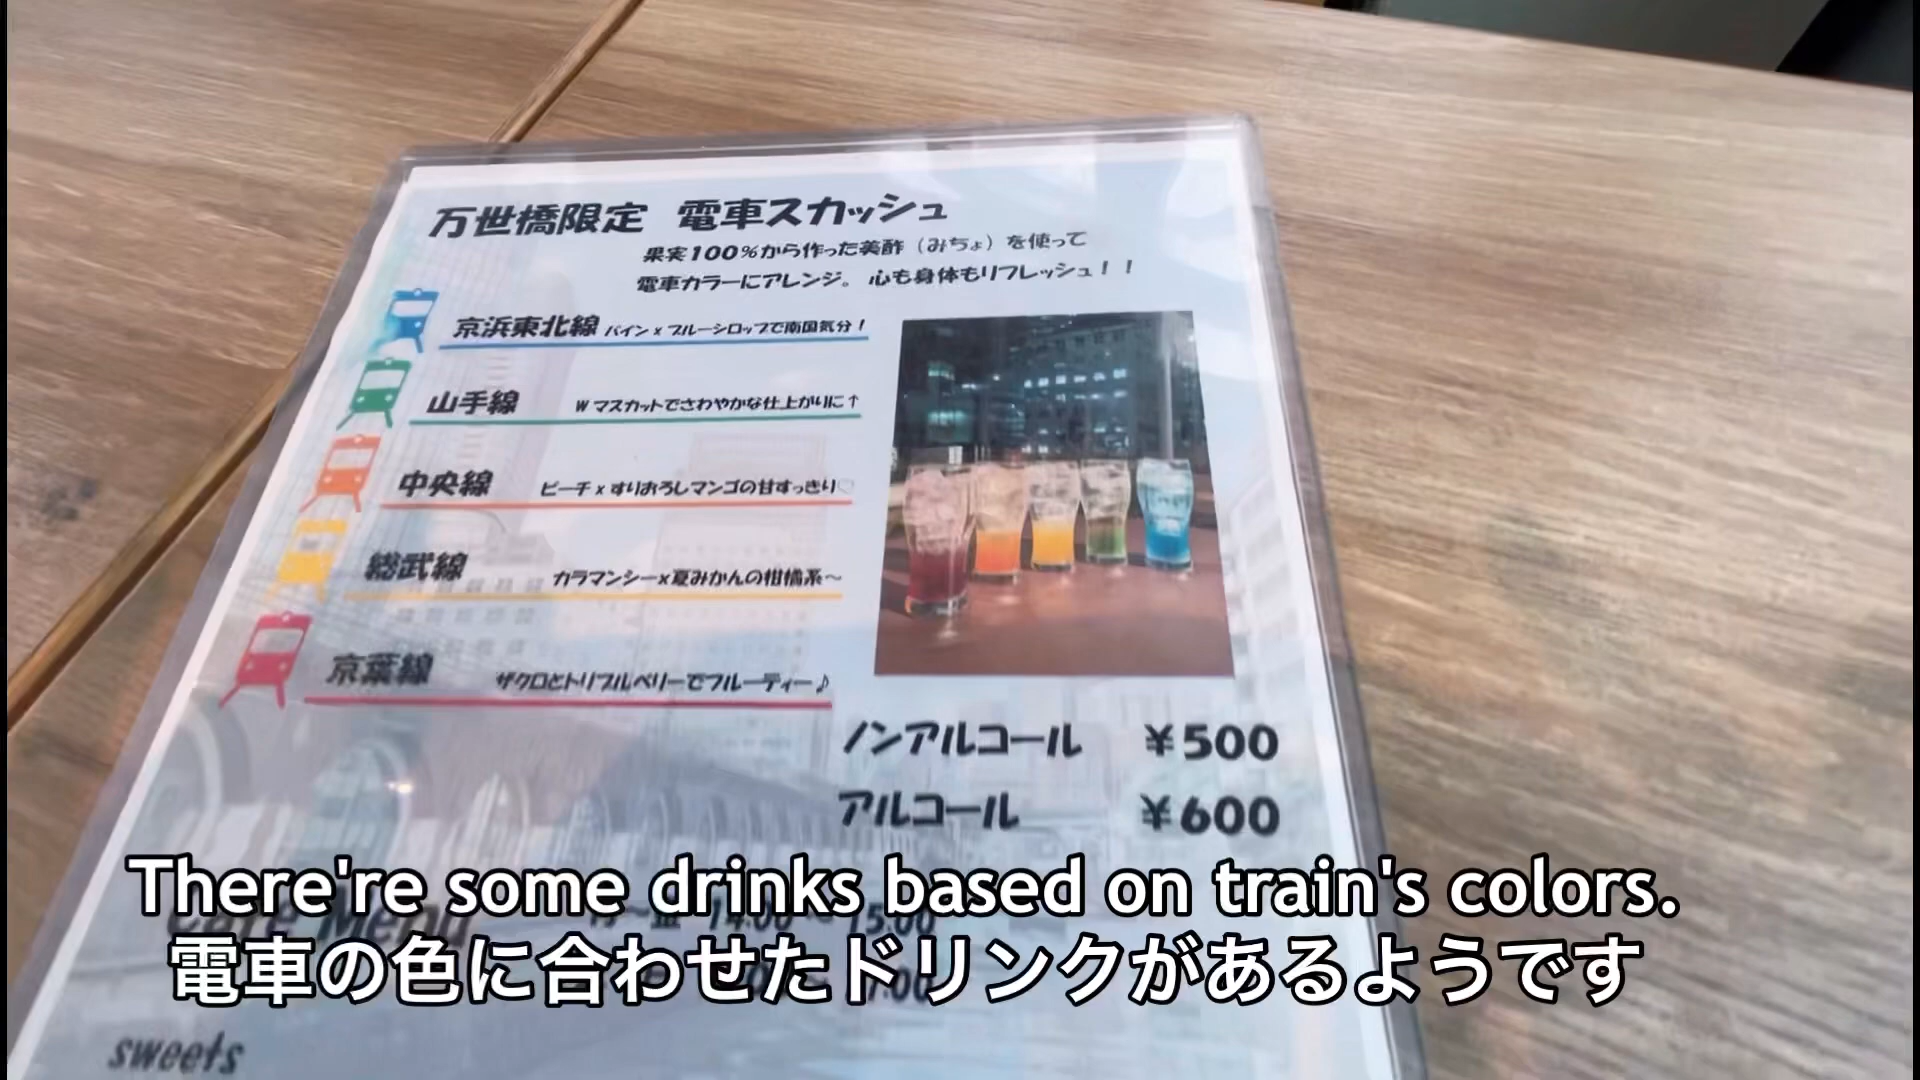 万世橋限定 電車スカッシュ
果実100%から作った美酢(みちょ)を使って
電車カラーにアレンジ。心も身体もリフレッシュ!!
京浜東北線 パイン x ブルーシロップで南国気分!
山手線 W マスカットでさわやかな仕上がりに↑
中央線 ピーチ x すりおろしマンゴの甘すっきり♡
総武線 カラマンシーx夏みかんの柑橘系~
京葉線 ザクロとトリプルベリーでフルーティー♪
ノンアルコール ¥500
アルコール ¥600
There're some drinks based on train's colors.
電車の色に合わせたドリンクがあるようです
sweets